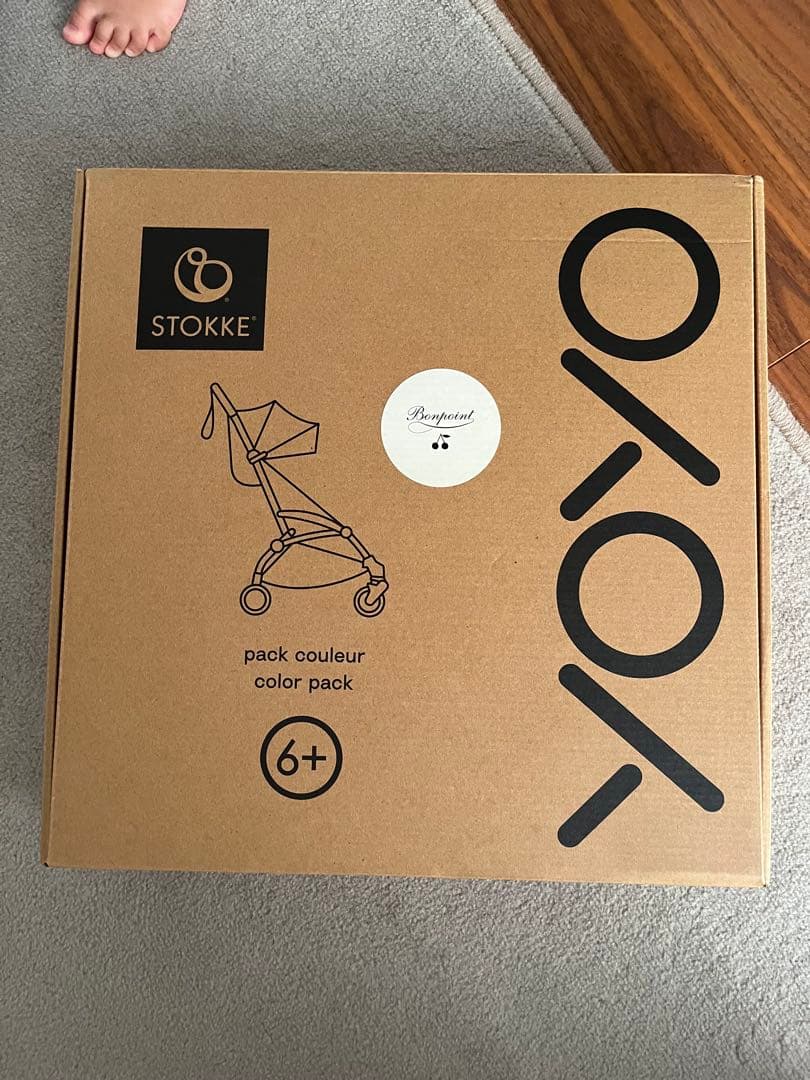 STOKKE®
Bonpoint
YOYO
pack couleur
color pack
6+